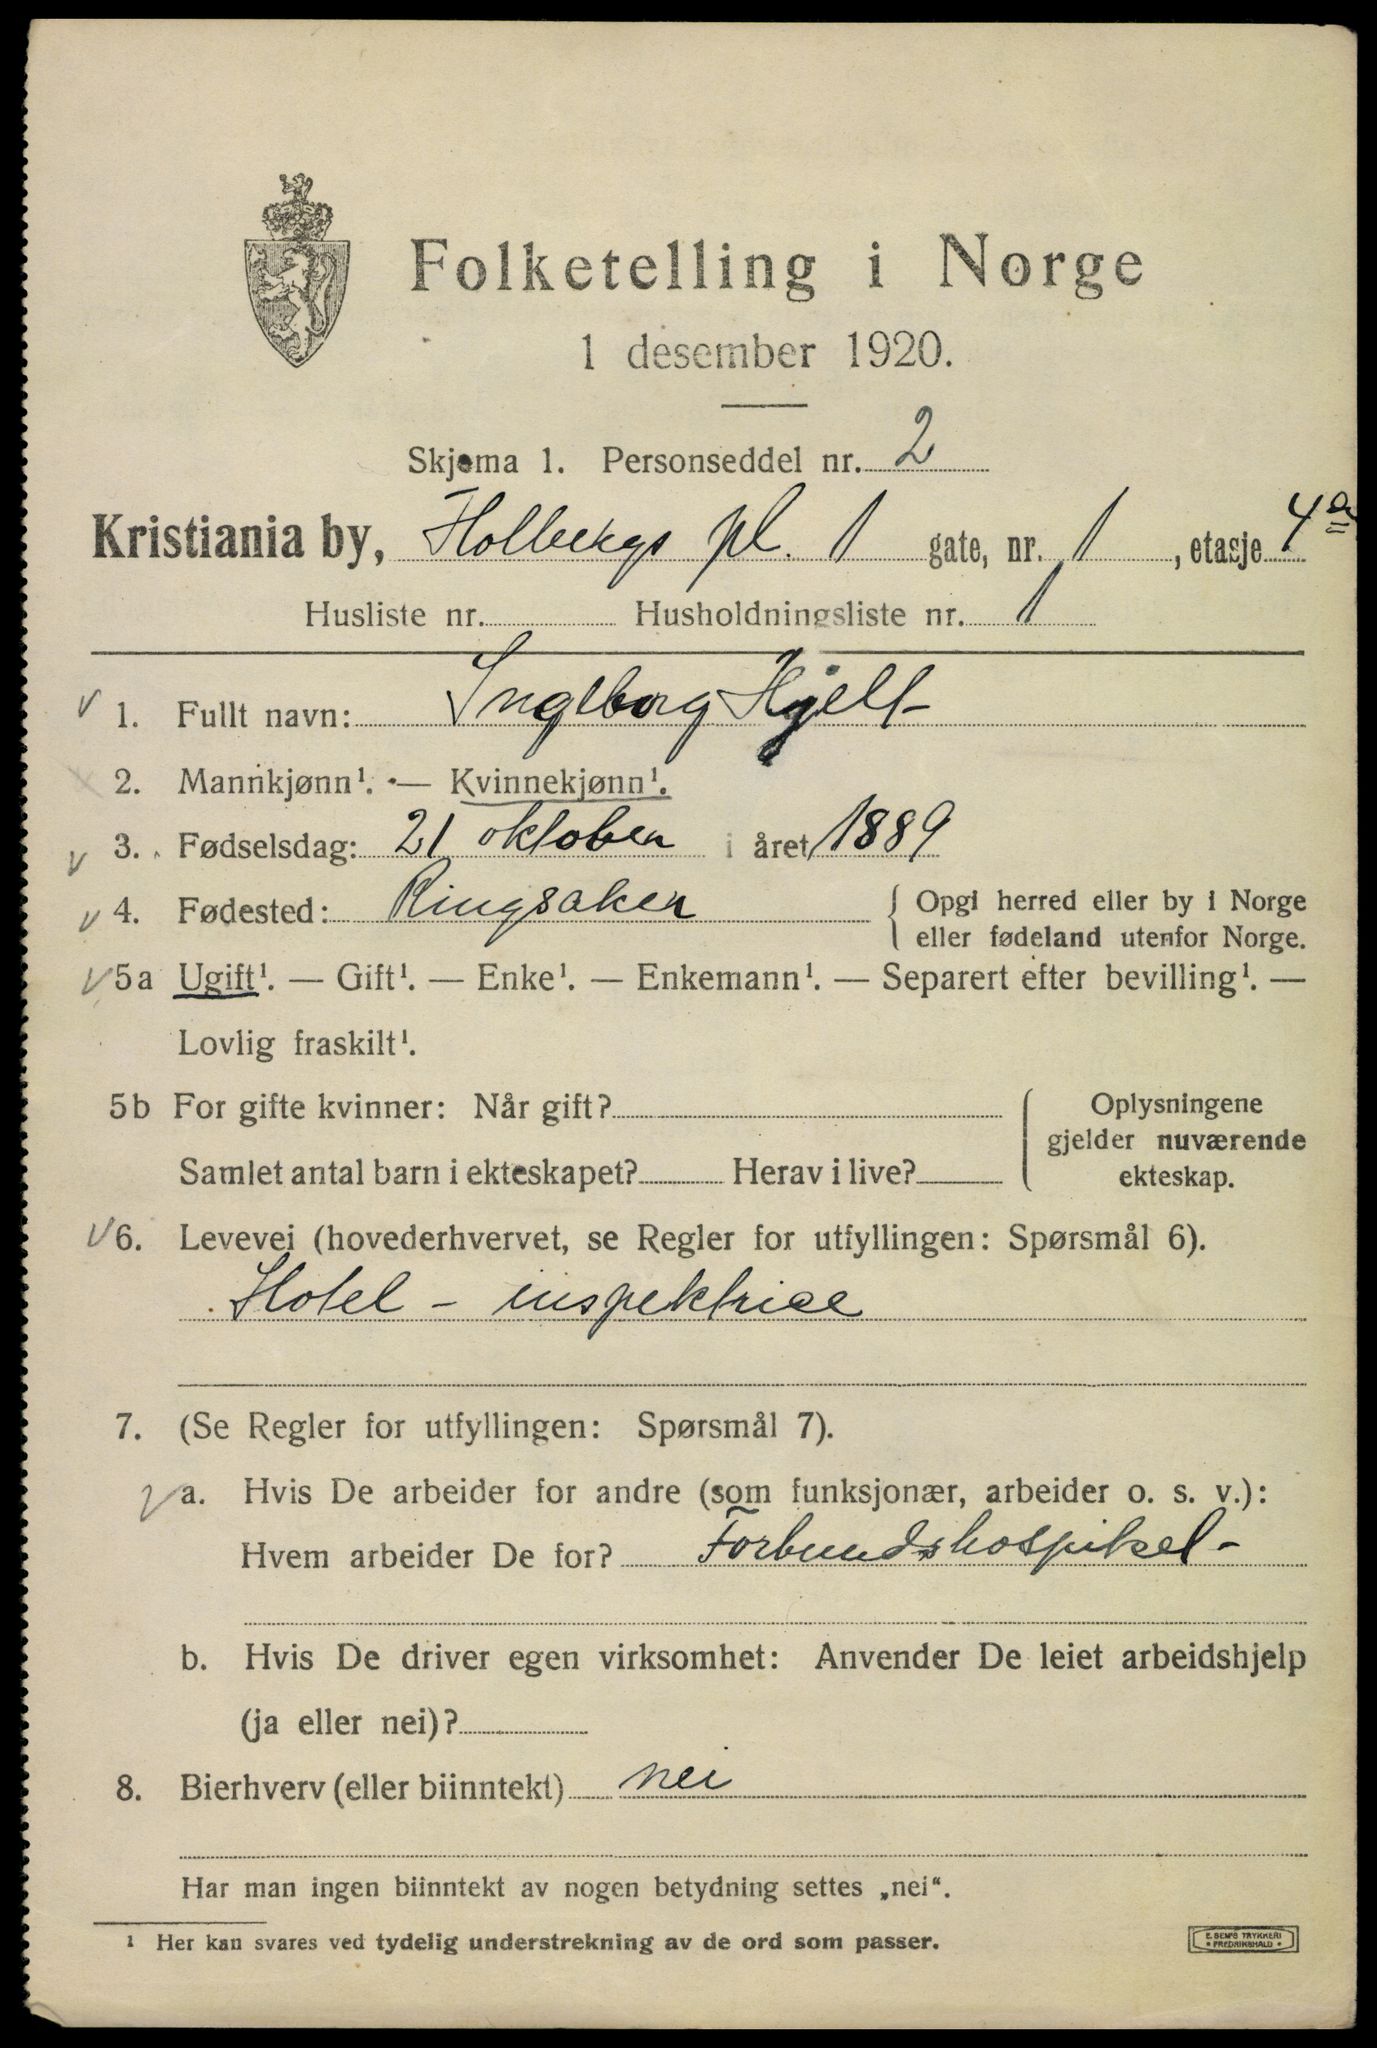 Folketelling i Norge
1 desember 1920.
Skjema 1. Personseddel nr. 2
Kristiania by, Holbergs pl. 1 gate, nr. 1, etasje 4de
Husliste nr. Husholdningsliste nr. 1
1. Fullt navn: Ingeborg Hjell
2. Mannkjønn¹. — Kvinnekjønn¹.
3. Fødselsdag: 21 oktober i året 1889
4. Fødested: Ringsaker { Opgi herred eller by i Norge
eller fødeland utenfor Norge.
5a Ugift¹. — Gift¹. — Enke¹. — Enkemann¹. — Separert efter bevilling¹. —
Lovlig fraskilt¹.
5b For gifte kvinner: Når gift? Oplysningene
gjelder nuværende
Samlet antal barn i ekteskapet? Herav i live? ekteskap.
6. Levevei (hovederhvervet, se Regler for utfyllingen: Spørsmål 6).
Hotel - inspektrice
7. (Se Regler for utfyllingen: Spørsmål 7).
a. Hvis De arbeider for andre (som funksjonær, arbeider o. s. v.):
Hvem arbeider De for? Forbundshospitsel -
b. Hvis De driver egen virksomhet: Anvender De leiet arbeidshjelp
(ja eller nei)?
8. Bierhverv (eller biinntekt) nei
Har man ingen biinntekt av nogen betydning settes „nei“.
¹ Her kan svares ved tydelig understrekning av de ord som passer.
E. SEM'S TRYKKERI
• FREDRIKSHALD •